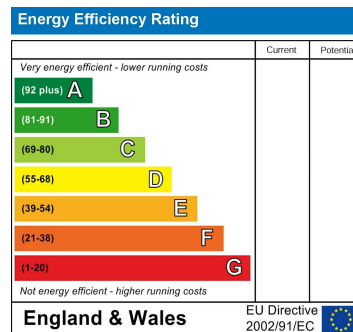 Energy Efficiency Rating
Current Potentia
Very energy efficient - lower running costs
(92 plus) A
(81-91) B
(69-80) C
(55-68) D
(39-54) E
(21-38) F
(1-20) G
Not energy efficient - higher running costs
England & Wales
EU Directive
2002/91/EC